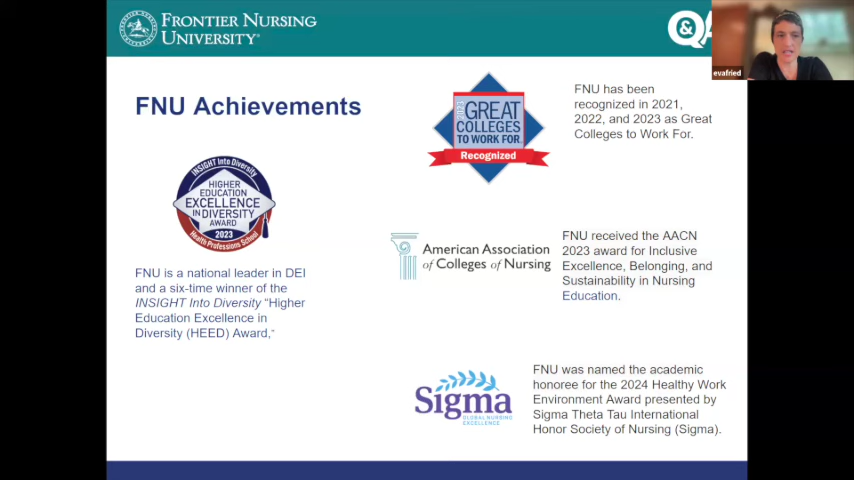 FRONTIER NURSING
UNIVERSITY®
Q&A
evafried
FNU Achievements
2023
GREAT
COLLEGES
TO WORK FOR®
Recognized
FNU has been
recognized in 2021,
2022, and 2023 as Great
Colleges to Work For.
INSIGHT Into Diversity
HIGHER
EDUCATION
EXCELLENCE
IN DIVERSITY
AWARD
2023
Health Professions School
FNU is a national leader in DEI
and a six-time winner of the
INSIGHT Into Diversity “Higher
Education Excellence in
Diversity (HEED) Award,”
American Association
of Colleges of Nursing
FNU received the AACN
2023 award for Inclusive
Excellence, Belonging, and
Sustainability in Nursing
Education.
Sigma
GLOBAL NURSING
EXCELLENCE
FNU was named the academic
honoree for the 2024 Healthy Work
Environment Award presented by
Sigma Theta Tau International
Honor Society of Nursing (Sigma).